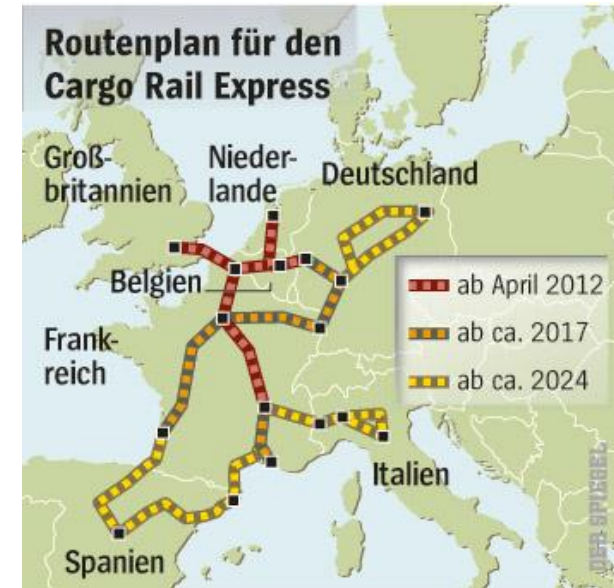 Routenplan für den
Cargo Rail Express
Groß-
britannien
Nieder-
lande
Deutschland
Belgien
Frank-
reich
ab April 2012
ab ca. 2017
ab ca. 2024
Italien
Spanien
DER SPIEGEL